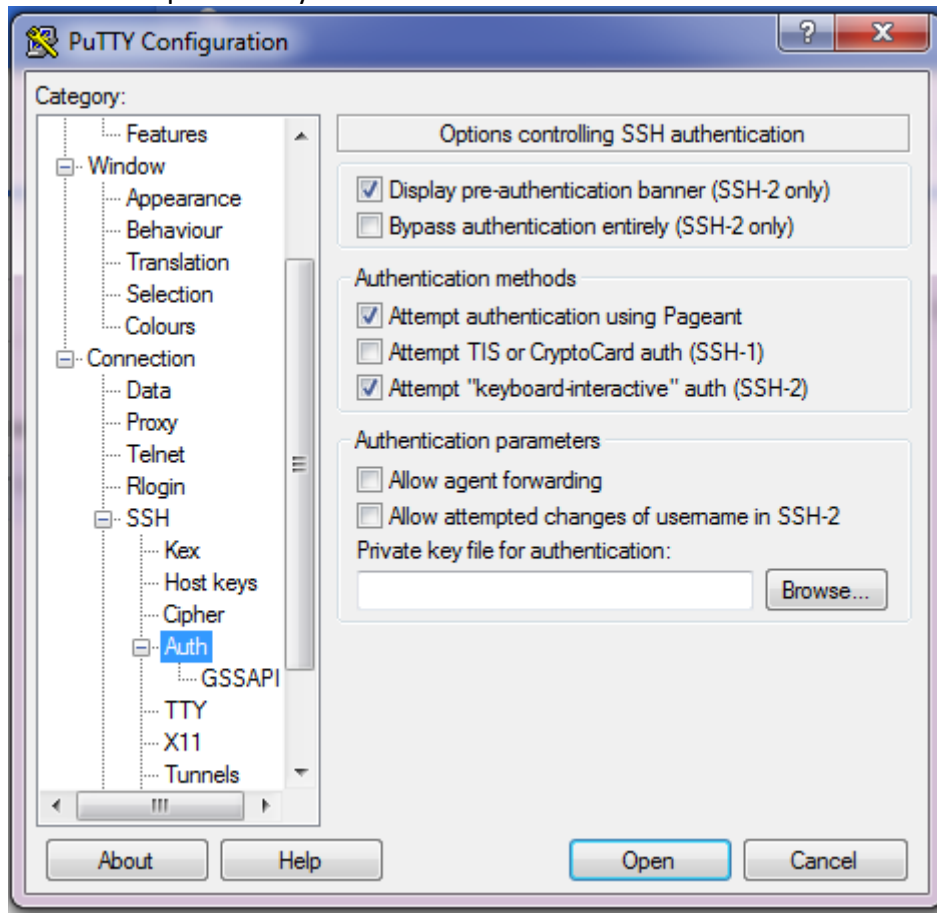 PuTTY Configuration
?
X
Category:
Features
Window
Appearance
Behaviour
Translation
Selection
Colours
Connection
Data
Proxy
Telnet
Rlogin
SSH
Kex
Host keys
Cipher
Auth
GSSAPI
TTY
X11
Tunnels
Options controlling SSH authentication
Display pre-authentication banner (SSH-2 only)
Bypass authentication entirely (SSH-2 only)
Authentication methods
Attempt authentication using Pageant
Attempt TIS or CryptoCard auth (SSH-1)
Attempt "keyboard-interactive" auth (SSH-2)
Authentication parameters
Allow agent forwarding
Allow attempted changes of username in SSH-2
Private key file for authentication:
Browse...
About
Help
Open
Cancel